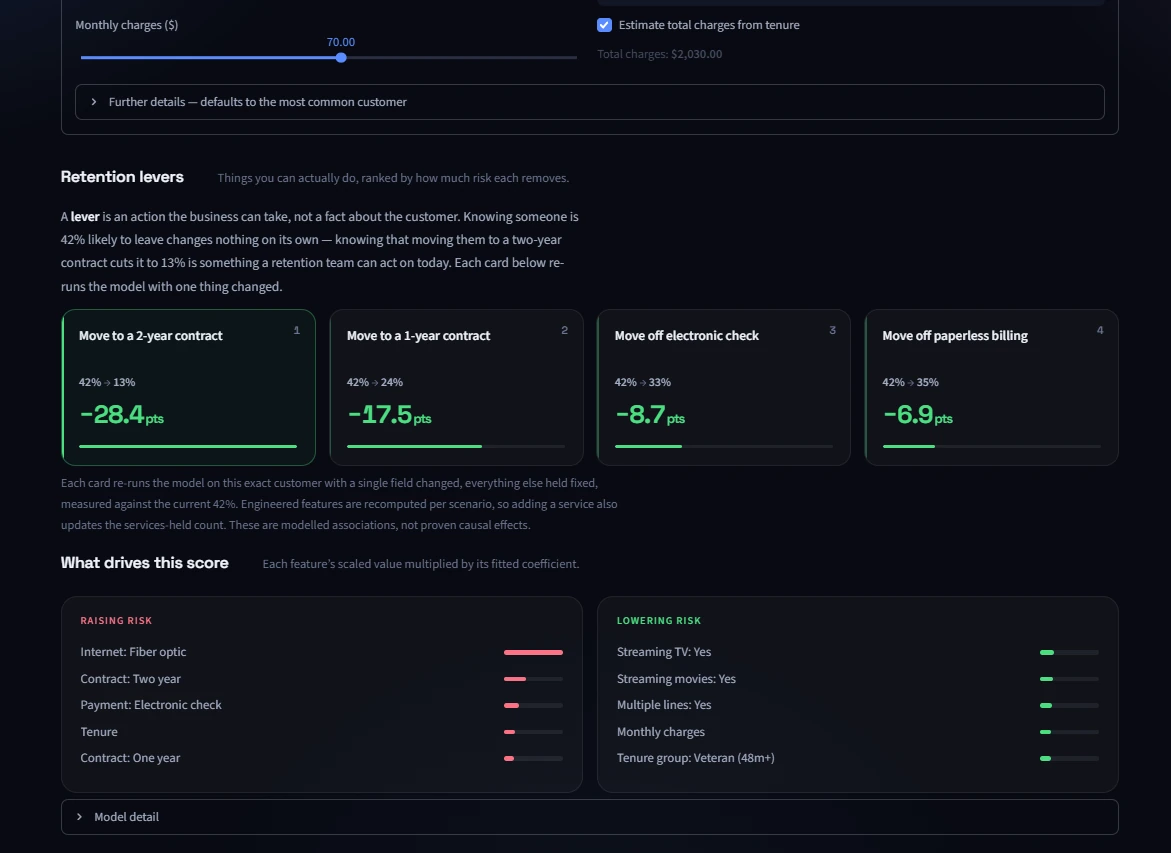 Monthly charges ($)
70.00
Estimate total charges from tenure
Total charges: $2,030.00
Further details — defaults to the most common customer
Retention levers
Things you can actually do, ranked by how much risk each removes.
A lever is an action the business can take, not a fact about the customer. Knowing someone is
42% likely to leave changes nothing on its own — knowing that moving them to a two-year
contract cuts it to 13% is something a retention team can act on today. Each card below re-
runs the model with one thing changed.
Move to a 2-year contract
1
42% → 13%
−28.4 pts
Move to a 1-year contract
2
42% → 24%
−17.5 pts
Move off electronic check
3
42% → 33%
−8.7 pts
Move off paperless billing
4
42% → 35%
−6.9 pts
Each card re-runs the model on this exact customer with a single field changed, everything else held fixed,
measured against the current 42%. Engineered features are recomputed per scenario, so adding a service also
updates the services-held count. These are modelled associations, not proven causal effects.
What drives this score
Each feature's scaled value multiplied by its fitted coefficient.
RAISING RISK
Internet: Fiber optic
Contract: Two year
Payment: Electronic check
Tenure
Contract: One year
LOWERING RISK
Streaming TV: Yes
Streaming movies: Yes
Multiple lines: Yes
Monthly charges
Tenure group: Veteran (48m+)
Model detail